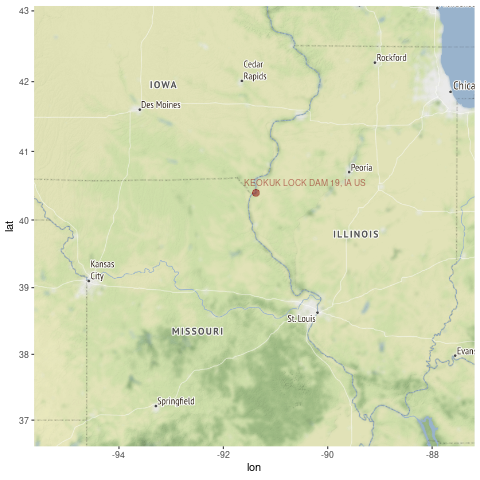 43
42
41
40
39
38
37
lat
Rockford
Cedar
Rapids
IOWA
Chica
Des Moines
Peoria
KEOKUK LOCK DAM 19, IA US
ILLINOIS
Kansas
City
St. Louis
MISSOURI
Evans
Springfield
-94
-92
-90
-88
lon